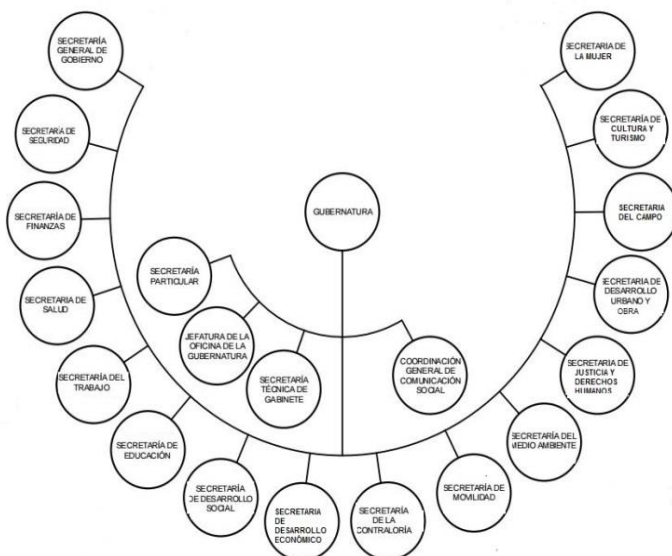 SECRETARÍA
GENERAL DE
GOBIERNO
SECRETARÍA DE
SEGURIDAD
SECRETARÍA DE
FINANZAS
SECRETARIA DE
SALUD
SECRETARÍA DEL
TRABAJO
SECRETARÍA DE
EDUCACIÓN
SECRETARÍA
DE DESARROLLO
SOCIAL
SECRETARIA
DE
DESARROLLO
ECONÓMICO
SECRETARÍA
DE LA
CONTRALORÍA
SECRETARÍA DE
MOVILIDAD
SECRETARÍA DEL
MEDIO AMBIENTE
SECRETARIA DE
JUSTICIA Y
DERECHOS
HUMANOS
SECRETARIA DE
DESARROLLO
URBANO Y
OBRA
SECRETARIA
DEL CAMPO
SECRETARÍA DE
CULTURA Y
TURISMO
SECRETARIA DE
LA MUJER
GUBERNATURA
SECRETARÍA
PARTICULAR
JEFATURA DE LA
OFICINA DE LA
GUBERNATURA
SECRETARÍA
TÉCNICA DE
GABINETE
COORDINACIÓN
GENERAL DE
COMUNICACIÓN
SOCIAL